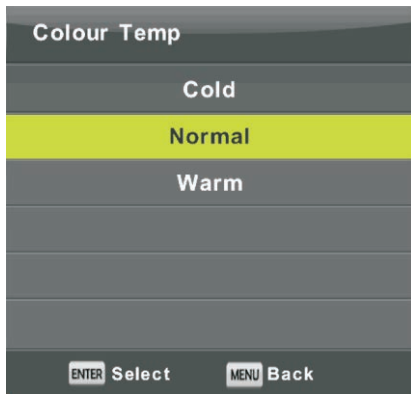 Colour Temp
Cold
Normal
Warm
ENTER Select MENU Back